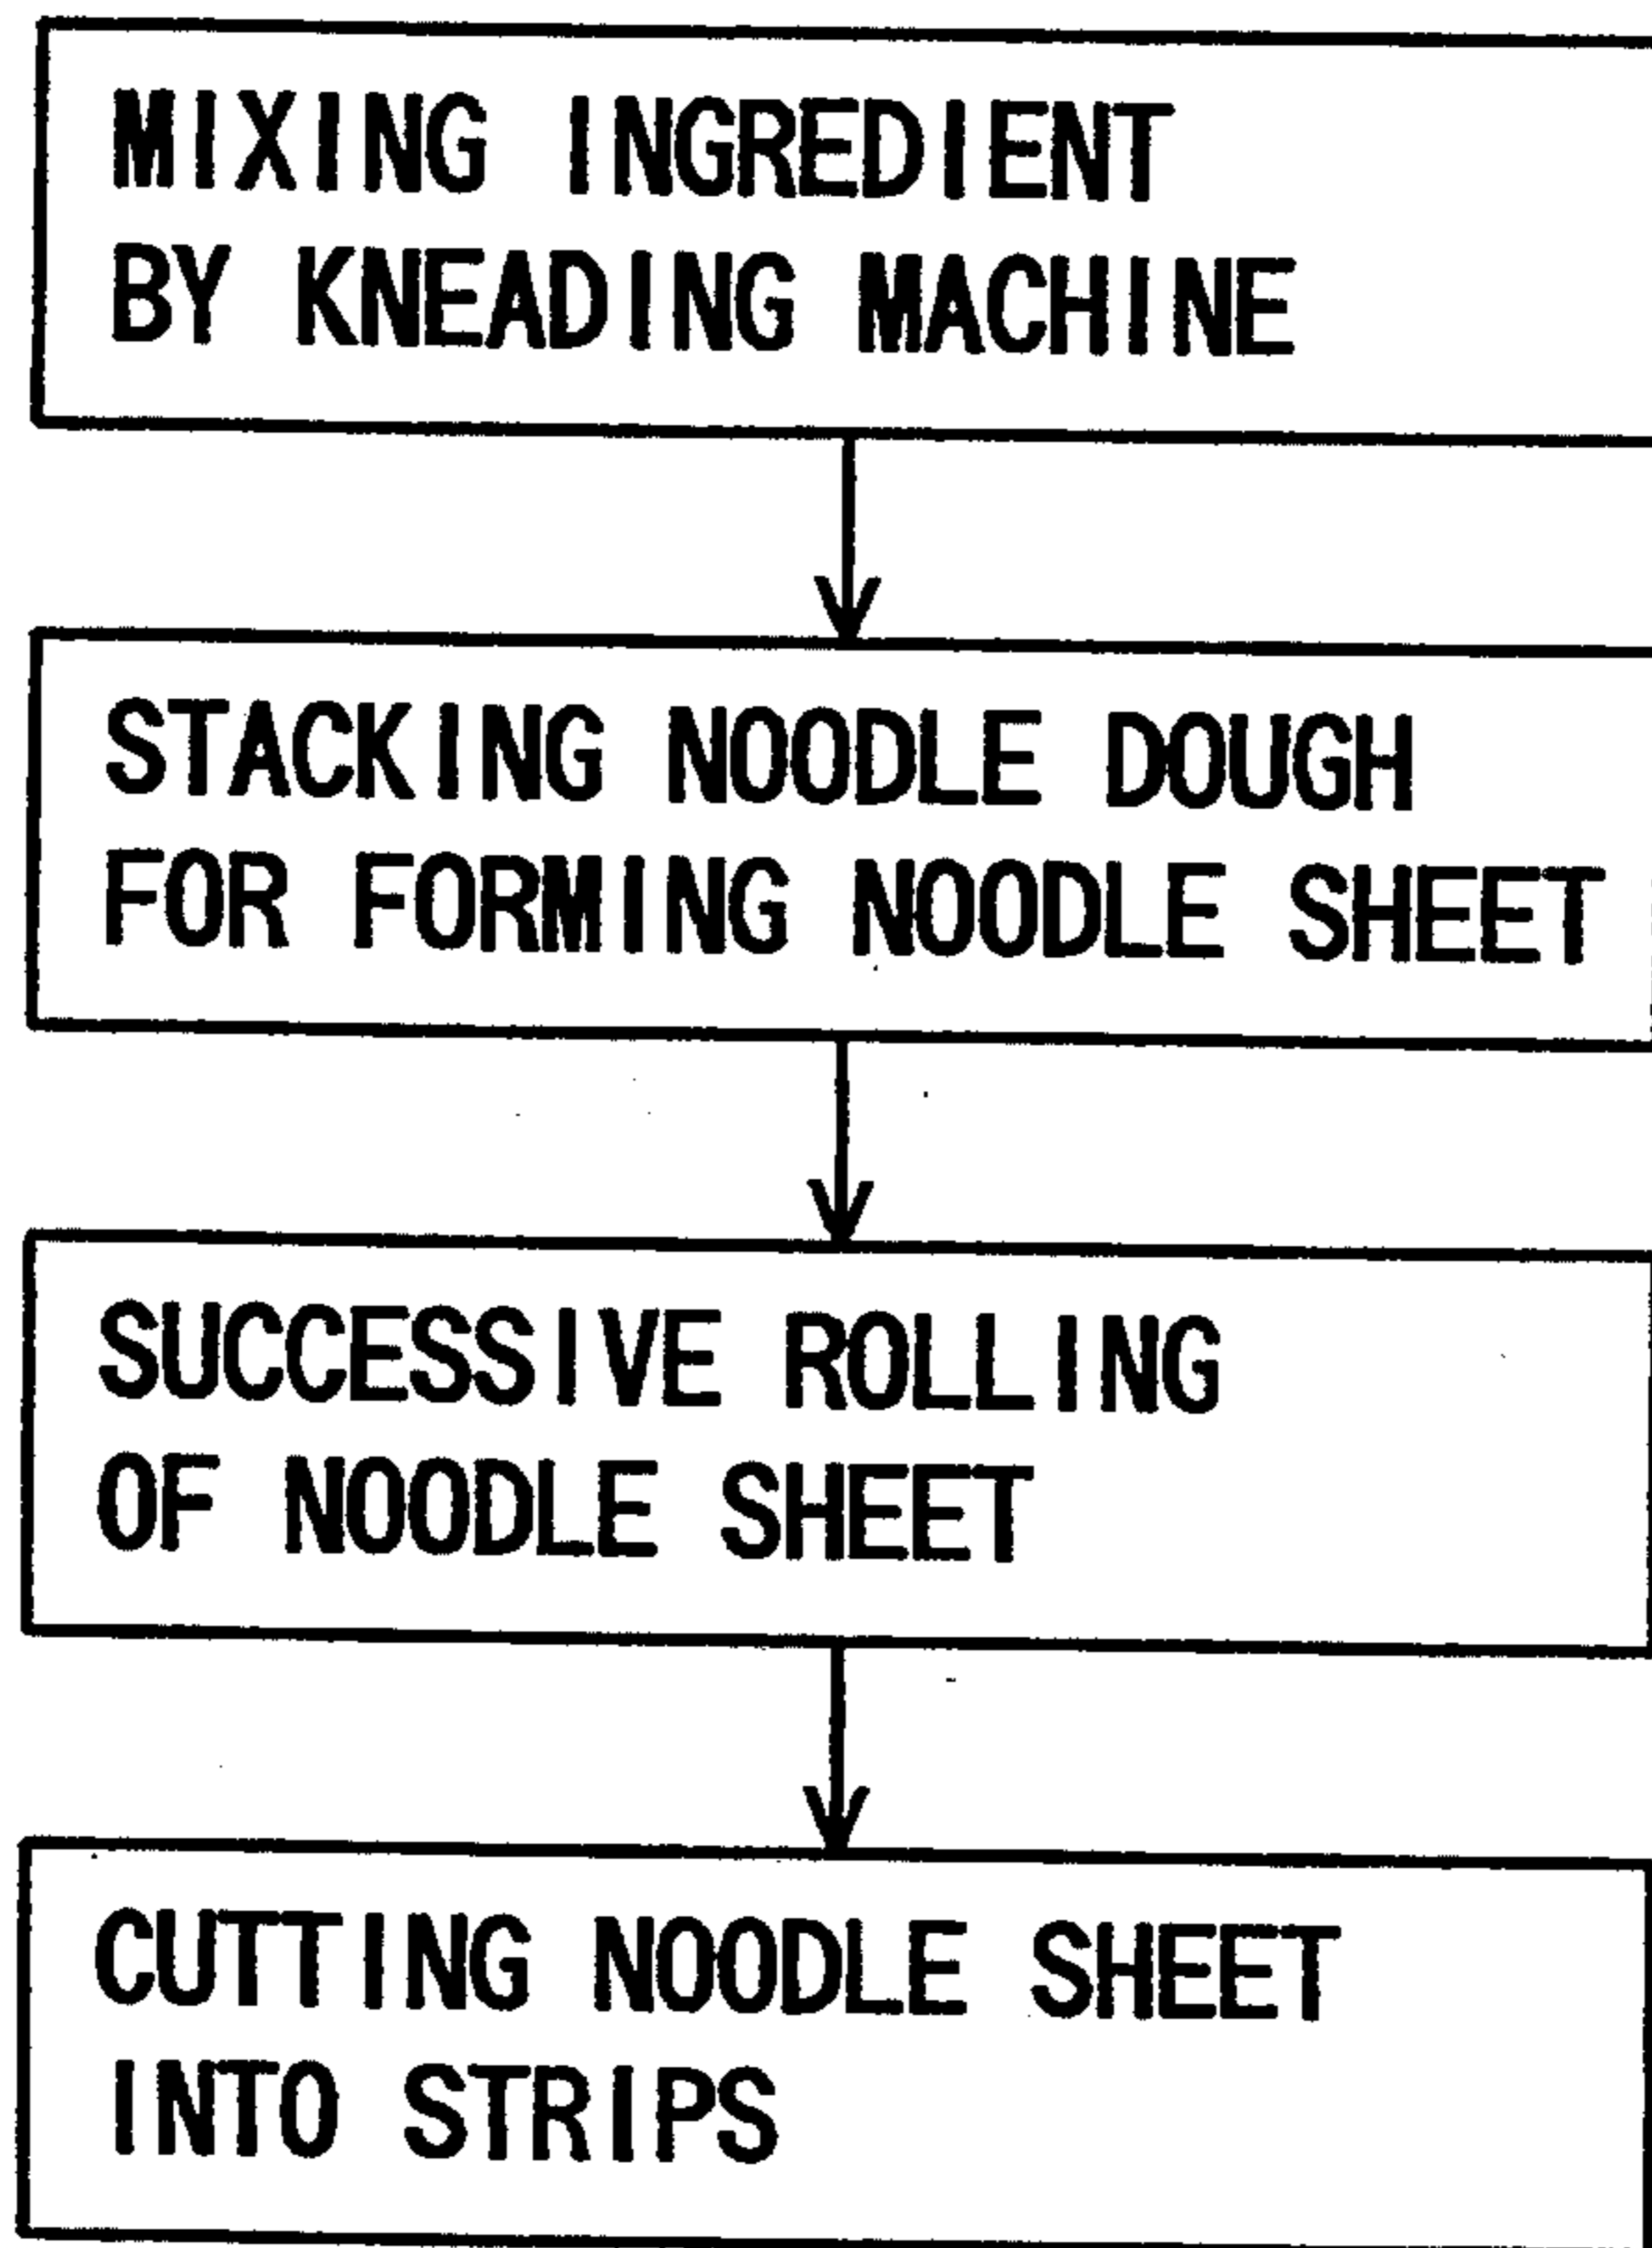 MIXING INGREDIENT
BY KNEADING MACHINE
STACKING NOODLE DOUGH
FOR FORMING NOODLE SHEET
SUCCESSIVE ROLLING
OF NOODLE SHEET
CUTTING NOODLE SHEET
INTO STRIPS